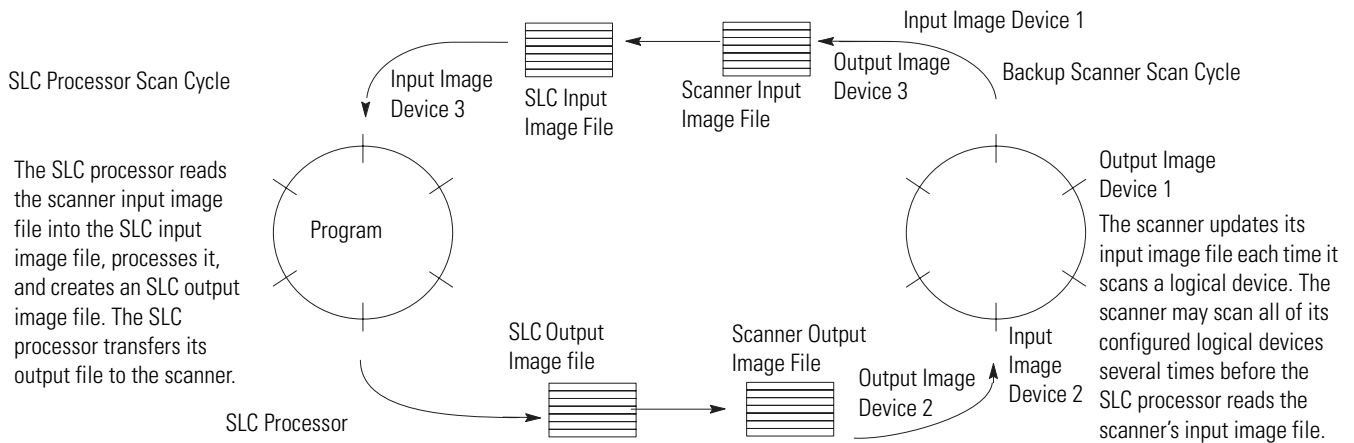 Input Image Device 1
SLC Processor Scan Cycle
Input Image
Device 3
SLC Input
Image File
Scanner Input
Image File
Output Image
Device 3
Backup Scanner Scan Cycle
The SLC processor reads
the scanner input image
file into the SLC input
image file, processes it,
and creates an SLC output
image file. The SLC
processor transfers its
output file to the scanner.
Program
Output Image
Device 1
The scanner updates its
input image file each time it
scans a logical device. The
scanner may scan all of its
configured logical devices
several times before the
SLC processor reads the
scanner's input image file.
SLC Output
Image file
Scanner Output
Image File
Input
Image
Device 2
Output Image
Device 2
SLC Processor